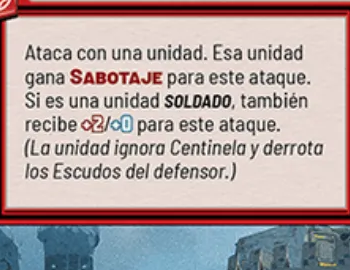 Ataca con una unidad. Esa unidad
gana SABOTAJE para este ataque.
Si es una unidad SOLDADO, también
recibe +2/+0 para este ataque.
(La unidad ignora Centinela y derrota
los Escudos del defensor.)